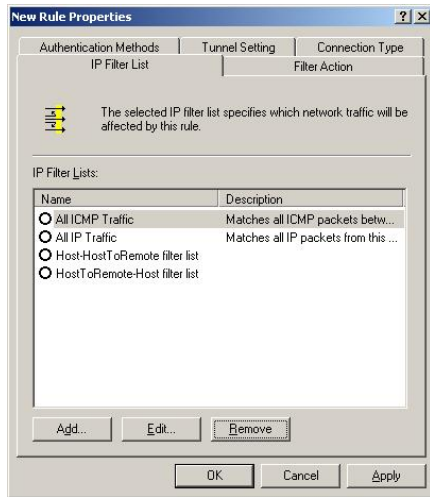 New Rule Properties
Authentication Methods
Tunnel Setting
Connection Type
IP Filter List
Filter Action
The selected IP filter list specifies which network traffic will be
affected by this rule.
IP Filter Lists:
Name Description
All ICMP Traffic Matches all ICMP packets betw...
All IP Traffic Matches all IP packets from this ...
Host-HostToRemote filter list
HostToRemote-Host filter list
Add... Edit... Remove
OK Cancel Apply